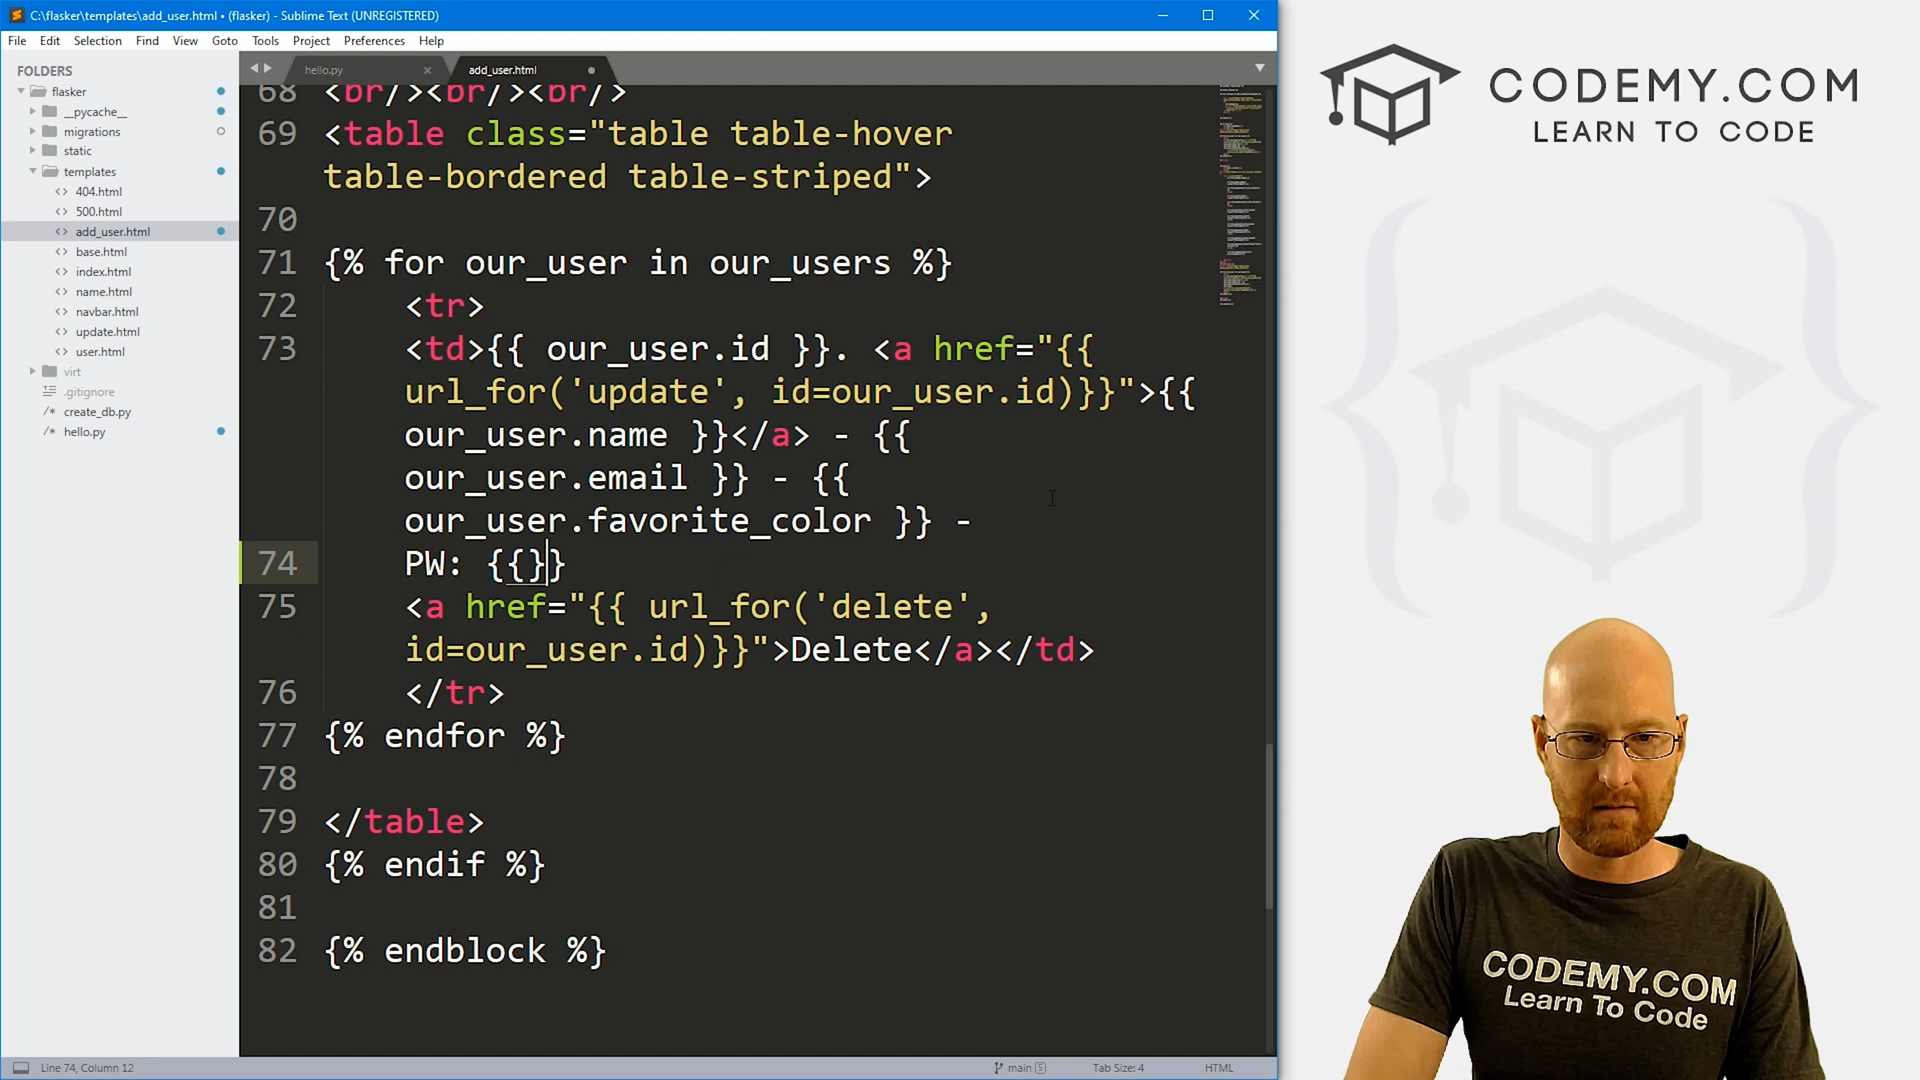 C:\flasker\templates\add_user.html • (flasker) - Sublime Text (UNREGISTERED)
File Edit Selection Find View Goto Tools Project Preferences Help
FOLDERS
flasker
__pycache__
migrations
static
templates
404.html
500.html
add_user.html
base.html
index.html
name.html
navbar.html
update.html
user.html
virt
.gitignore
create_db.py
hello.py
hello.py
add_user.html
68 <br/><br/><br/>
69 <table class="table table-hover
table-bordered table-striped">
70
71 {% for our_user in our_users %}
72 <tr>
73 <td>{{ our_user.id }}. <a href="{{
url_for('update', id=our_user.id)}}">{{
our_user.name }}</a> - {{
our_user.email }} - {{
our_user.favorite_color }} -
74 PW: {{}}
75 <a href="{{ url_for('delete',
id=our_user.id)}}">Delete</a></td>
76 </tr>
77 {% endfor %}
78
79 </table>
80 {% endif %}
81
82 {% endblock %}
Line 74, Column 12
main 5
Tab Size: 4
HTML
CODEMY.COM
LEARN TO CODE
CODEMY.COM
Learn To Code